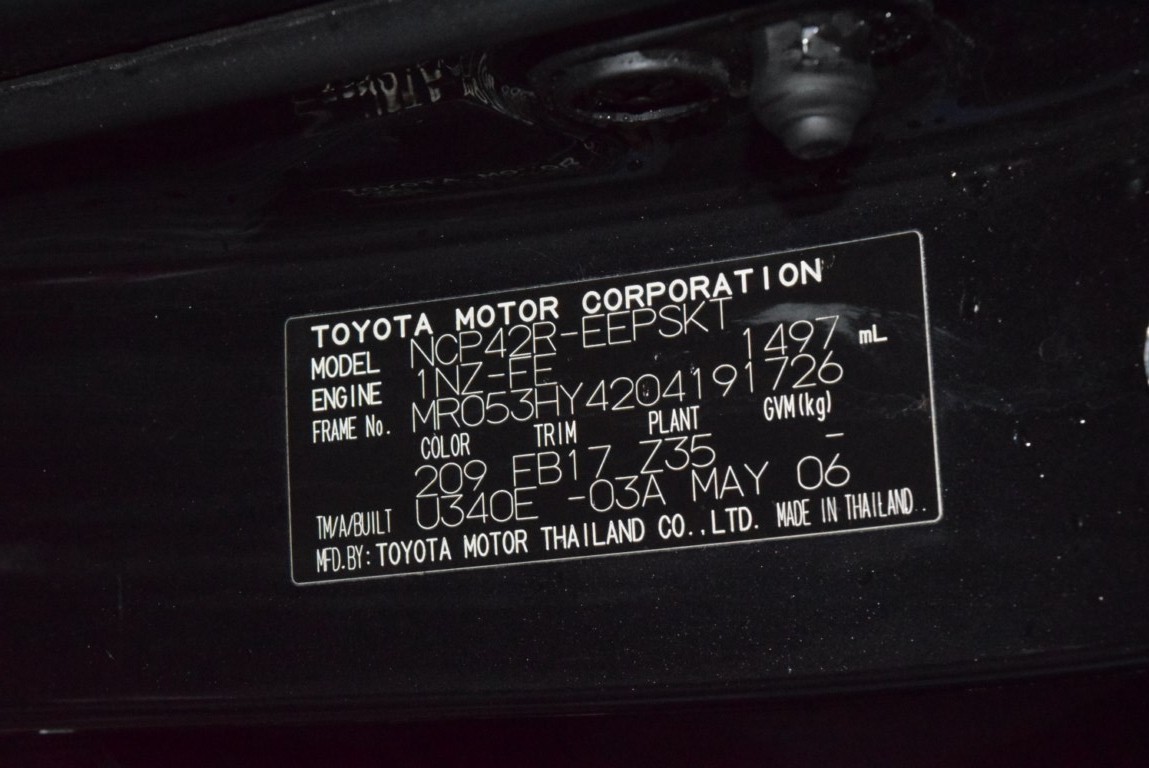 TOYOTA MOTOR CORPORATION
MODEL NCP42R-EEPSKT
ENGINE 1NZ-FE 1497 mL
FRAME No. MR053HY4204191726
COLOR TRIM PLANT GVM(kg)
209 FB17 Z35 –
TM/A/BUILT U340E -03A MAY 06
MFD.BY: TOYOTA MOTOR THAILAND CO.,LTD. MADE IN THAILAND.